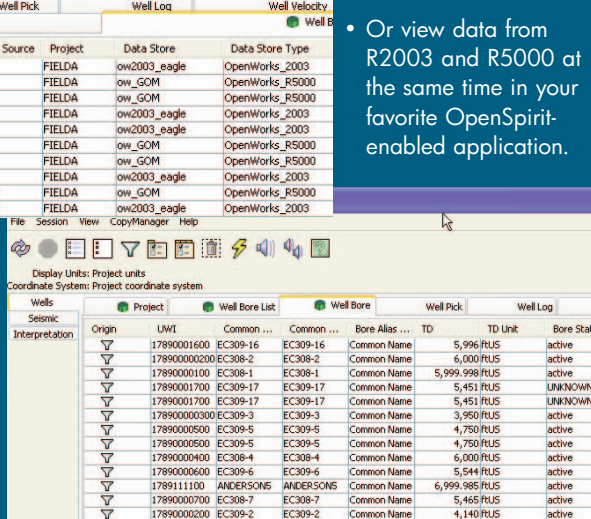 Well Pick Well Log Well Velocity
Well B
Source Project Data Store Data Store Type
FIELDA ow2003_eagle OpenWorks_2003
FIELDA ow_GOM OpenWorks_R5000
FIELDA ow_GOM OpenWorks_R5000
FIELDA ow2003_eagle OpenWorks_2003
FIELDA ow2003_eagle OpenWorks_2003
FIELDA ow_GOM OpenWorks_R5000
FIELDA ow_GOM OpenWorks_R5000
FIELDA ow2003_eagle OpenWorks_2003
FIELDA ow_GOM OpenWorks_R5000
FIELDA ow2003_eagle OpenWorks_2003
• Or view data from
R2003 and R5000 at
the same time in your
favorite OpenSpirit-
enabled application.
File Session View CopyManager Help
Display Units: Project units
Coordinate System: Project coordinate system
Wells
Seismic
Interpretation
Project Well Bore List Well Bore Well Pick Well Log
Origin UWI Common ... Common ... Bore Alias ... TD TD Unit Bore Stat
17890001600 EC309-16 EC309-16 Common Name 5,996 ftUS active
178900000200 EC308-2 EC308-2 Common Name 6,000 ftUS active
17890000100 EC308-1 EC308-1 Common Name 5,999.998 ftUS active
17890001700 EC309-17 EC309-17 Common Name 5,451 ftUS UNKNOWN
17890001700 EC309-17 EC309-17 Common Name 5,451 ftUS UNKNOWN
178900000300 EC309-3 EC309-3 Common Name 3,950 ftUS active
17890000500 EC309-5 EC309-5 Common Name 4,750 ftUS active
17890000500 EC309-5 EC309-5 Common Name 4,750 ftUS active
17890000400 EC308-4 EC308-4 Common Name 6,000 ftUS active
17890000600 EC309-6 EC309-6 Common Name 5,544 ftUS active
1789111100 ANDERSON5 ANDERSON5 Common Name 6,999.985 ftUS active
17890000700 EC308-7 EC308-7 Common Name 5,465 ftUS active
17890000200 EC309-2 EC309-2 Common Name 4,140 ftUS active